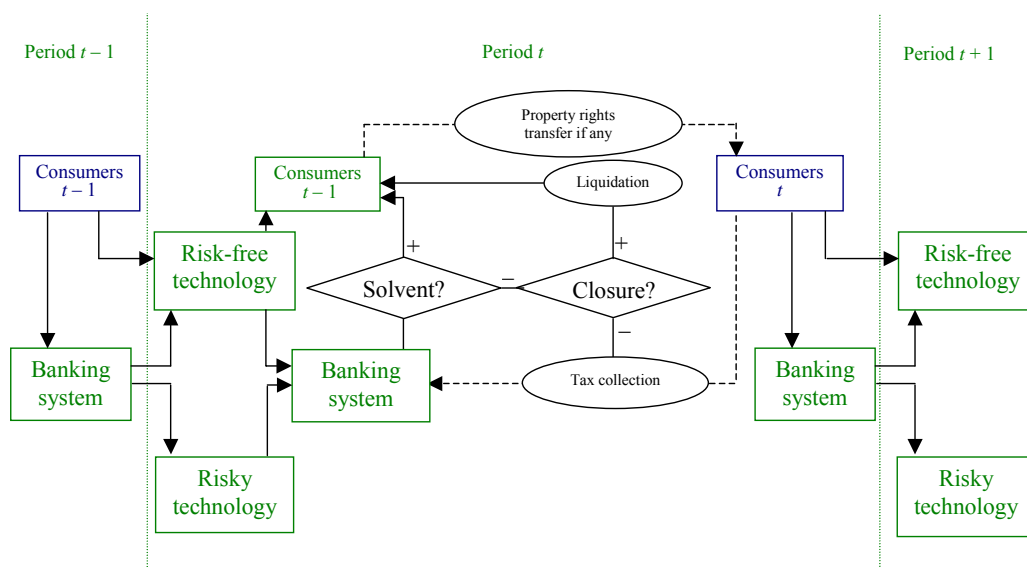 Period t – 1
Period t
Period t + 1
Property rights
transfer if any
Consumers
t – 1
Consumers
t – 1
Liquidation
Consumers
t
Risk-free
technology
+
+
Risk-free
technology
Solvent?
–
Closure?
–
Banking
system
Banking
system
Tax collection
Banking
system
Risky
technology
Risky
technology